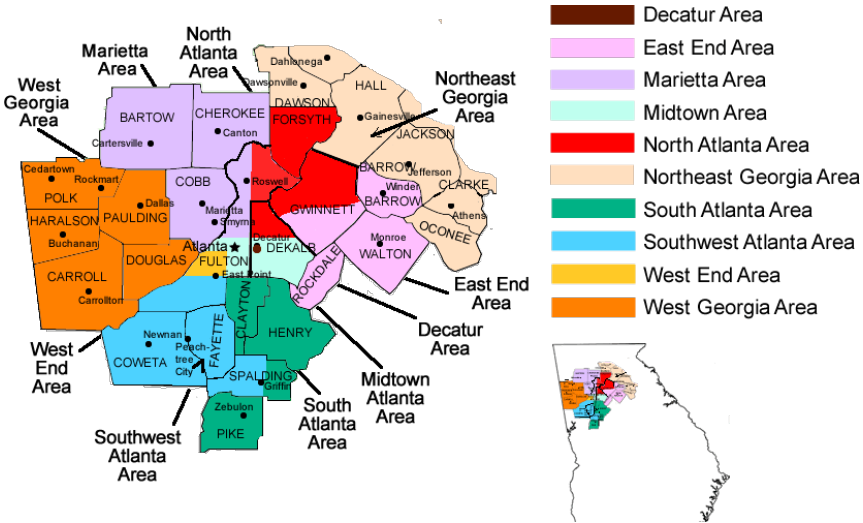 North
Atlanta
Area
Marietta
Area
West
Georgia
Area
Northeast
Georgia
Area
Dahlonega
Dawsonville
DAWSON
HALL
Gainesville
FORSYTH
JACKSON
BARTOW
Cartersville
CHEROKEE
Canton
BARROW
Jefferson
CLARKE
Athens
OCONEE
Winder
BARROW
Cedartown
Rockmart
POLK
COBB
Roswell
Dallas
PAULDING
HARALSON
Buchanan
Marietta
Smyrna
GWINNETT
Monroe
WALTON
Atlanta
Decatur
DEKALB
DOUGLAS
FULTON
East Point
CARROLL
Carrollton
ROCKDALE
CLAYTON
HENRY
Newnan
Peach-
tree
City
FAYETTE
COWETA
SPALDING
Griffin
Zebulon
PIKE
East End
Area
Decatur
Area
Midtown
Atlanta
Area
South
Atlanta
Area
West
End
Area
Southwest
Atlanta
Area
Decatur Area
East End Area
Marietta Area
Midtown Area
North Atlanta Area
Northeast Georgia Area
South Atlanta Area
Southwest Atlanta Area
West End Area
West Georgia Area